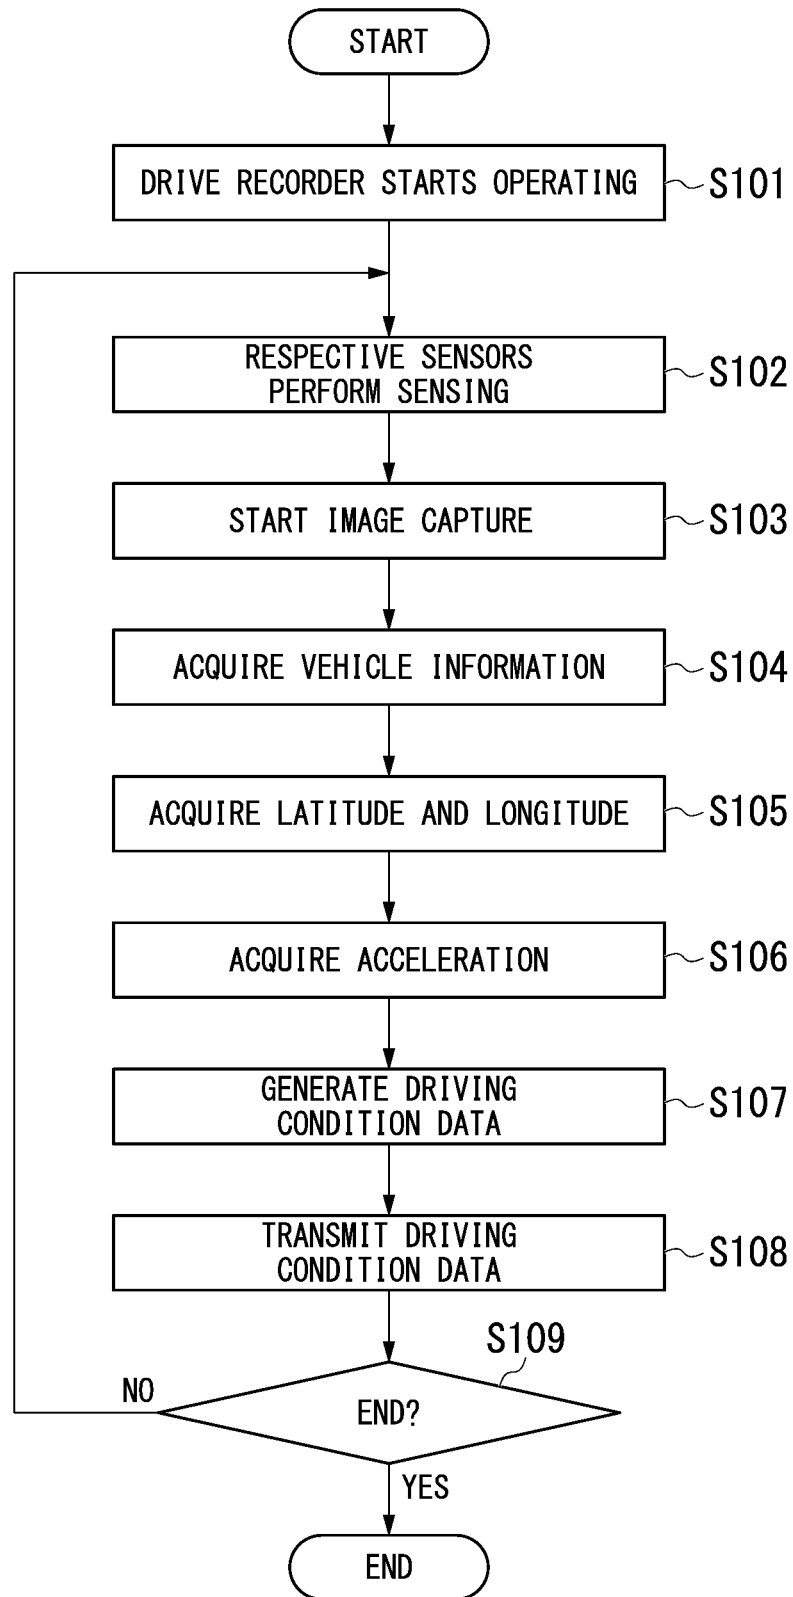 START
DRIVE RECORDER STARTS OPERATING
S101
RESPECTIVE SENSORS
PERFORM SENSING
S102
START IMAGE CAPTURE
S103
ACQUIRE VEHICLE INFORMATION
S104
ACQUIRE LATITUDE AND LONGITUDE
S105
ACQUIRE ACCELERATION
S106
GENERATE DRIVING
CONDITION DATA
S107
TRANSMIT DRIVING
CONDITION DATA
S108
S109
NO
END?
YES
END